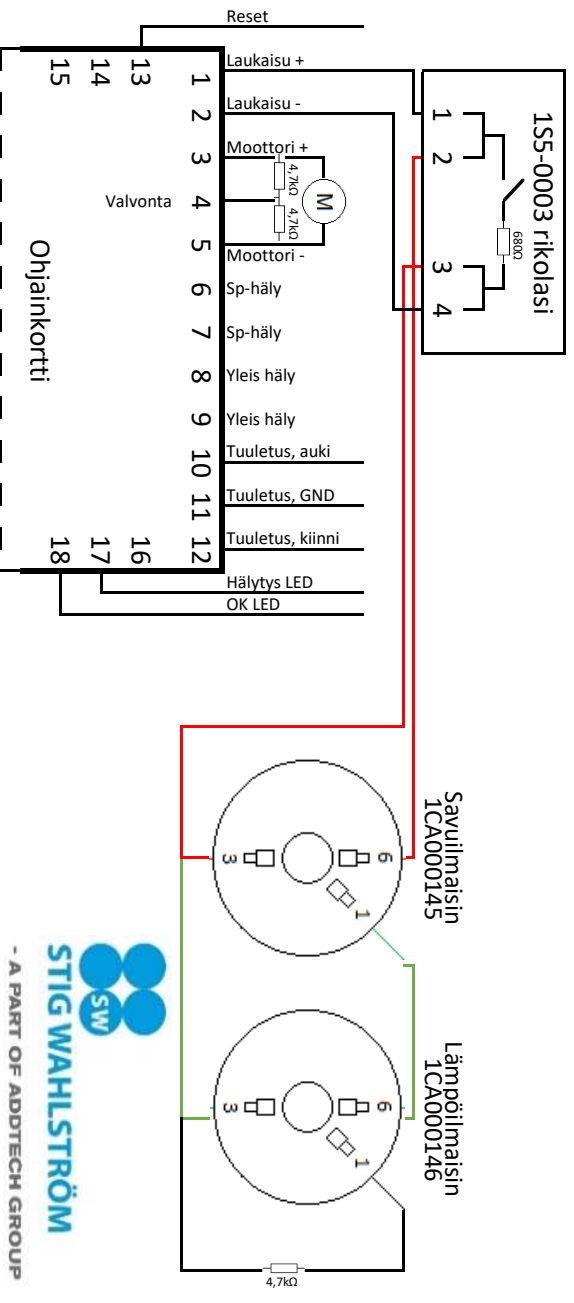 Reset
Laukaisu +
Laukaisu -
Moottori +
Valvonta
Moottori -
Sp-häly
Sp-häly
Yleis häly
Yleis häly
Tuuletus, auki
Tuuletus, GND
Tuuletus, kiinni
Hälytys LED
OK LED
4,7kΩ
4,7kΩ
M
1 2 3 4 5 6 7 8 9 10 11 12
13 16
14 17
15 18
Ohjainkortti
1S5-0003 rikolasi
680Ω
1 2 3 4
Savuilmaisin
1CA000145
6
1
3
Lämpöilmaisin
1CA000146
6
1
3
4,7kΩ
SW
STIG WAHLSTRÖM
- A PART OF ADDTECH GROUP